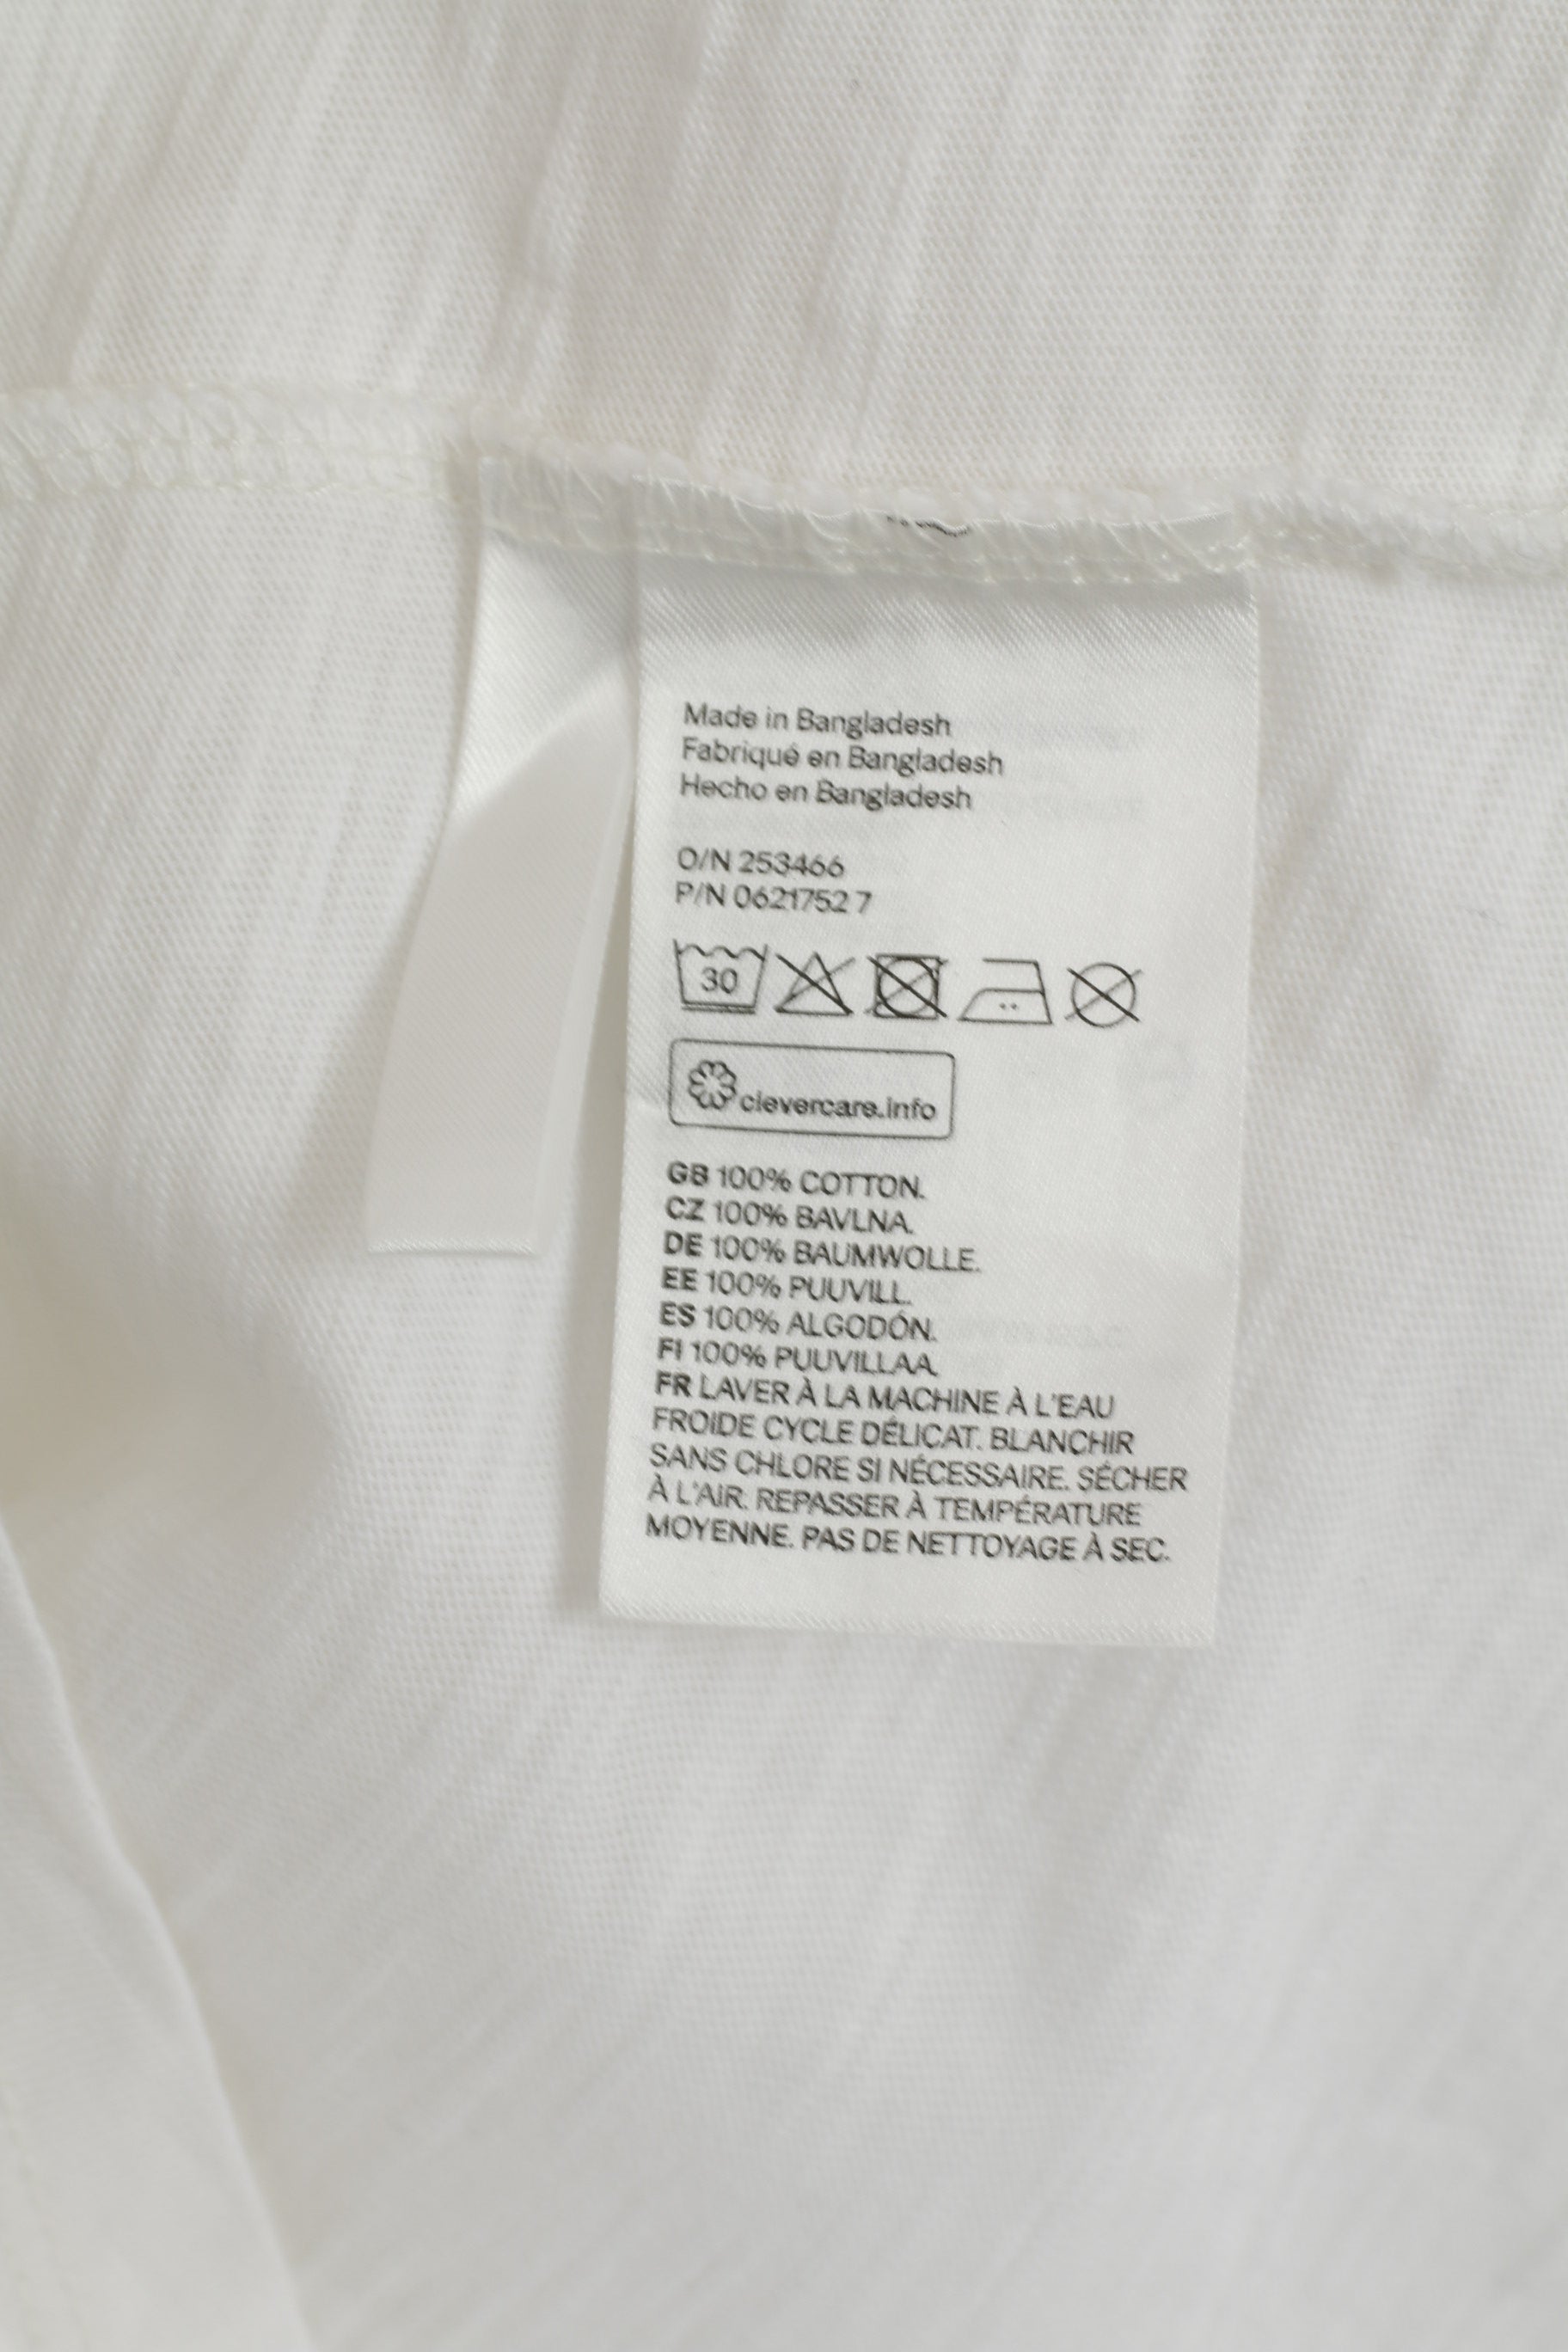 Made in Bangladesh
Fabriqué en Bangladesh
Hecho en Bangladesh
O/N 253466
P/N 0621752 7
30
clevercare.info
GB 100% COTTON.
CZ 100% BAVLNA.
DE 100% BAUMWOLLE.
EE 100% PUUVILL.
ES 100% ALGODÓN.
FI 100% PUUVILLAA.
FR LAVER À LA MACHINE À L'EAU
FROIDE CYCLE DÉLICAT. BLANCHIR
SANS CHLORE SI NÉCESSAIRE. SÉCHER
À L'AIR. REPASSER À TEMPÉRATURE
MOYENNE. PAS DE NETTOYAGE À SEC.